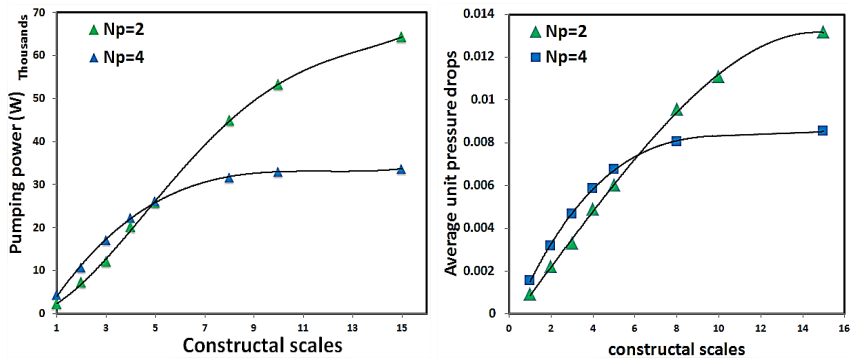 Thousands
Pumping power (W)
70
60
50
40
30
20
10
0
Np=2
Np=4
1 3 5 7 9 11 13 15
Constructal scales
Average unit pressure drops
0.014
0.012
0.01
0.008
0.006
0.004
0.002
0
Np=2
Np=4
0 2 4 6 8 10 12 14 16
constructal scales